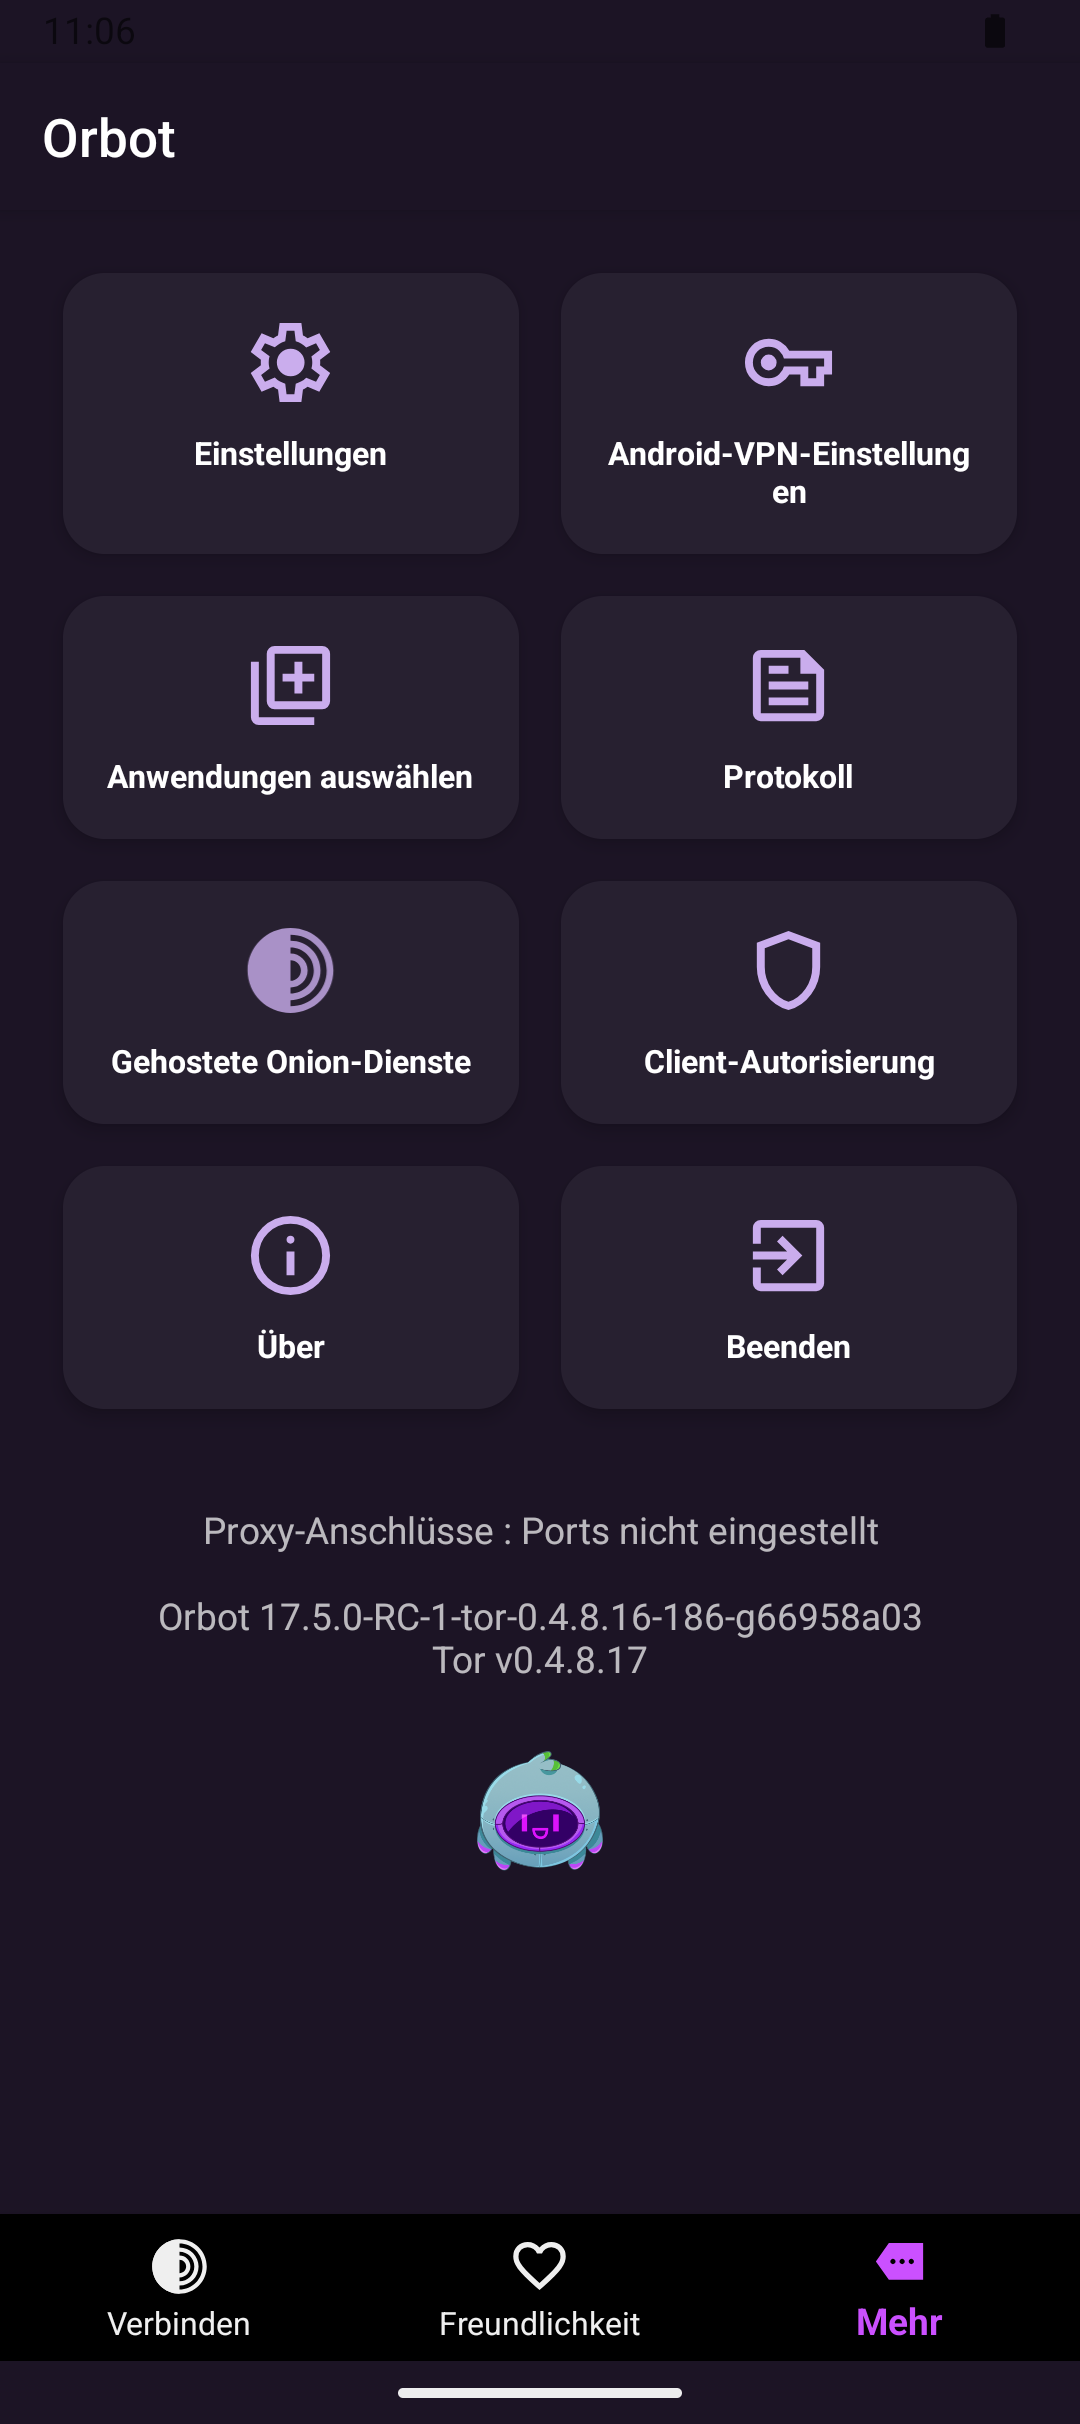 11:06
Orbot
Einstellungen
Android-VPN-Einstellung
en
Anwendungen auswählen
Protokoll
Gehostete Onion-Dienste
Client-Autorisierung
Über
Beenden
Proxy-Anschlüsse : Ports nicht eingestellt
Orbot 17.5.0-RC-1-tor-0.4.8.16-186-g66958a03
Tor v0.4.8.17
Verbinden
Freundlichkeit
Mehr